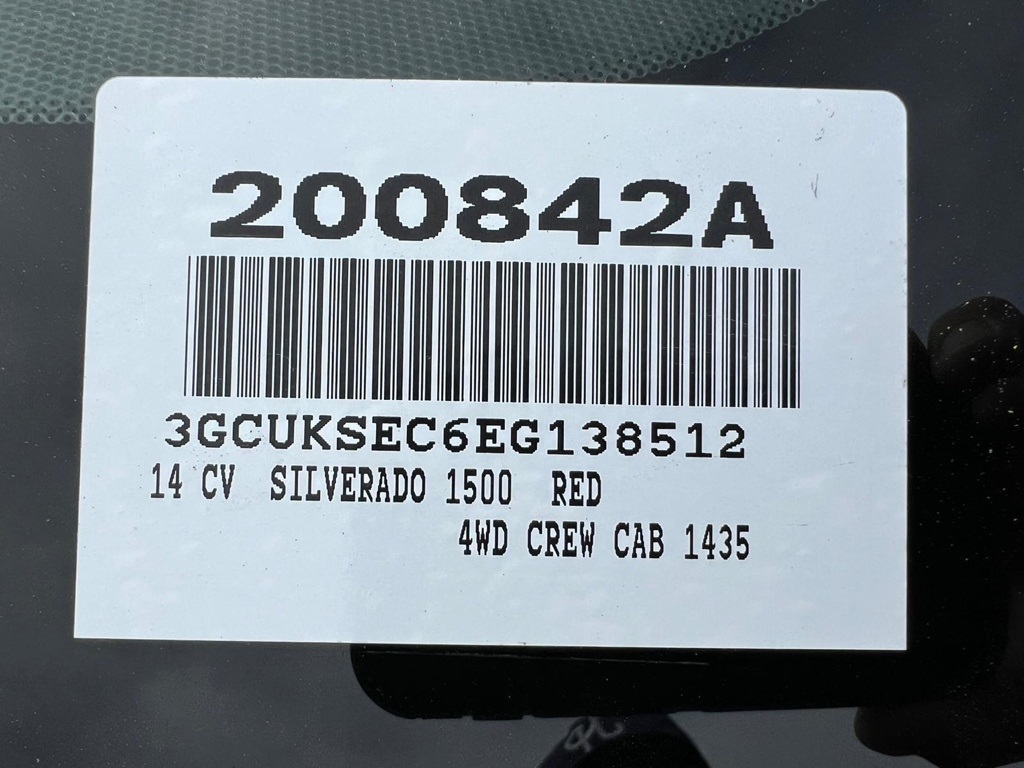 200842A
3GCUKSEC6EG138512
14 CV SILVERADO 1500 RED
4WD CREW CAB 1435